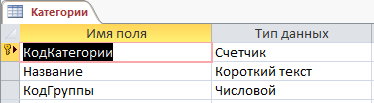 Категории
Имя поля Тип данных
КодКатегории Счетчик
Название Короткий текст
КодГруппы Числовой